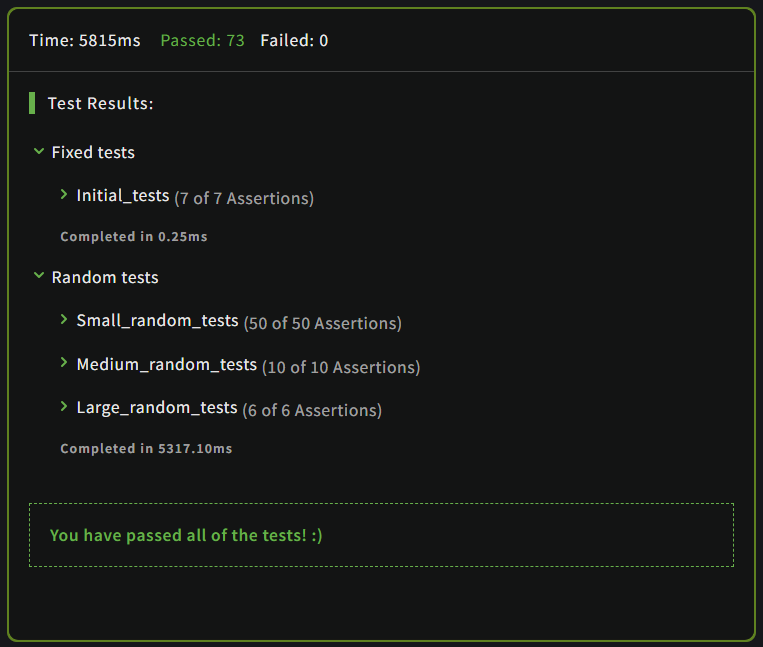 Time: 5815ms Passed: 73 Failed: 0
Test Results:
Fixed tests
Initial_tests (7 of 7 Assertions)
Completed in 0.25ms
Random tests
Small_random_tests (50 of 50 Assertions)
Medium_random_tests (10 of 10 Assertions)
Large_random_tests (6 of 6 Assertions)
Completed in 5317.10ms
You have passed all of the tests! :)